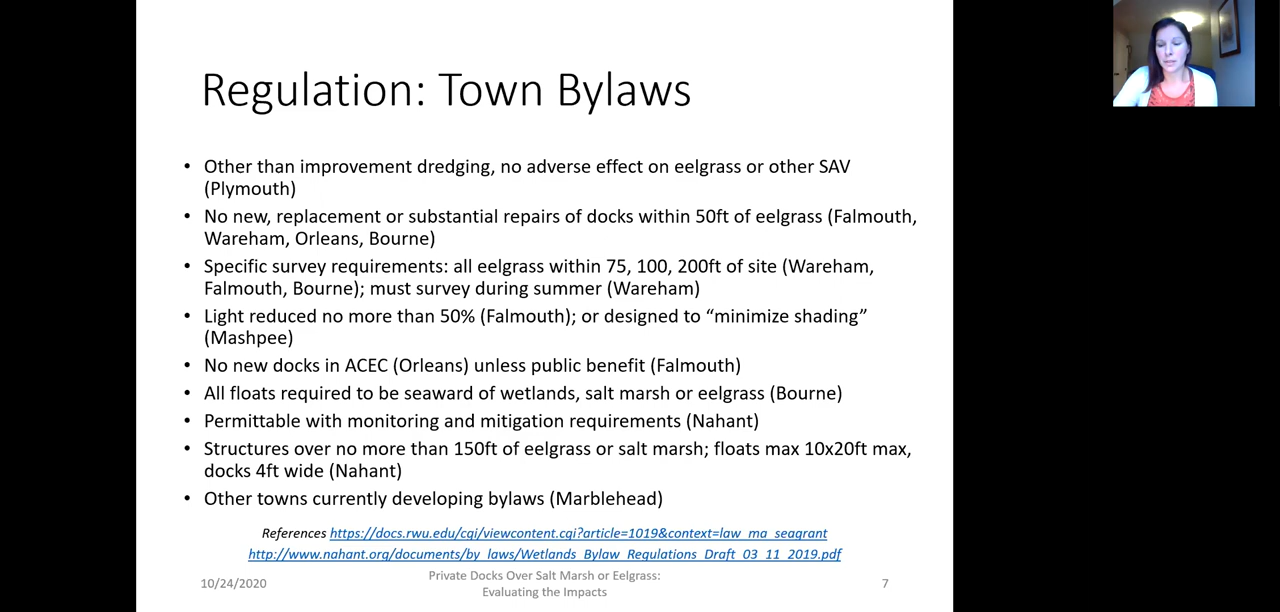 Regulation: Town Bylaws
• Other than improvement dredging, no adverse effect on eelgrass or other SAV
(Plymouth)
• No new, replacement or substantial repairs of docks within 50ft of eelgrass (Falmouth,
Wareham, Orleans, Bourne)
• Specific survey requirements: all eelgrass within 75, 100, 200ft of site (Wareham,
Falmouth, Bourne); must survey during summer (Wareham)
• Light reduced no more than 50% (Falmouth); or designed to “minimize shading”
(Mashpee)
• No new docks in ACEC (Orleans) unless public benefit (Falmouth)
• All floats required to be seaward of wetlands, salt marsh or eelgrass (Bourne)
• Permittable with monitoring and mitigation requirements (Nahant)
• Structures over no more than 150ft of eelgrass or salt marsh; floats max 10x20ft max,
docks 4ft wide (Nahant)
• Other towns currently developing bylaws (Marblehead)
References https://docs.rwu.edu/cgi/viewcontent.cgi?article=1019&context=law_ma_seagrant
http://www.nahant.org/documents/by_laws/Wetlands_Bylaw_Regulations_Draft_03_11_2019.pdf
10/24/2020
Private Docks Over Salt Marsh or Eelgrass:
Evaluating the Impacts
7